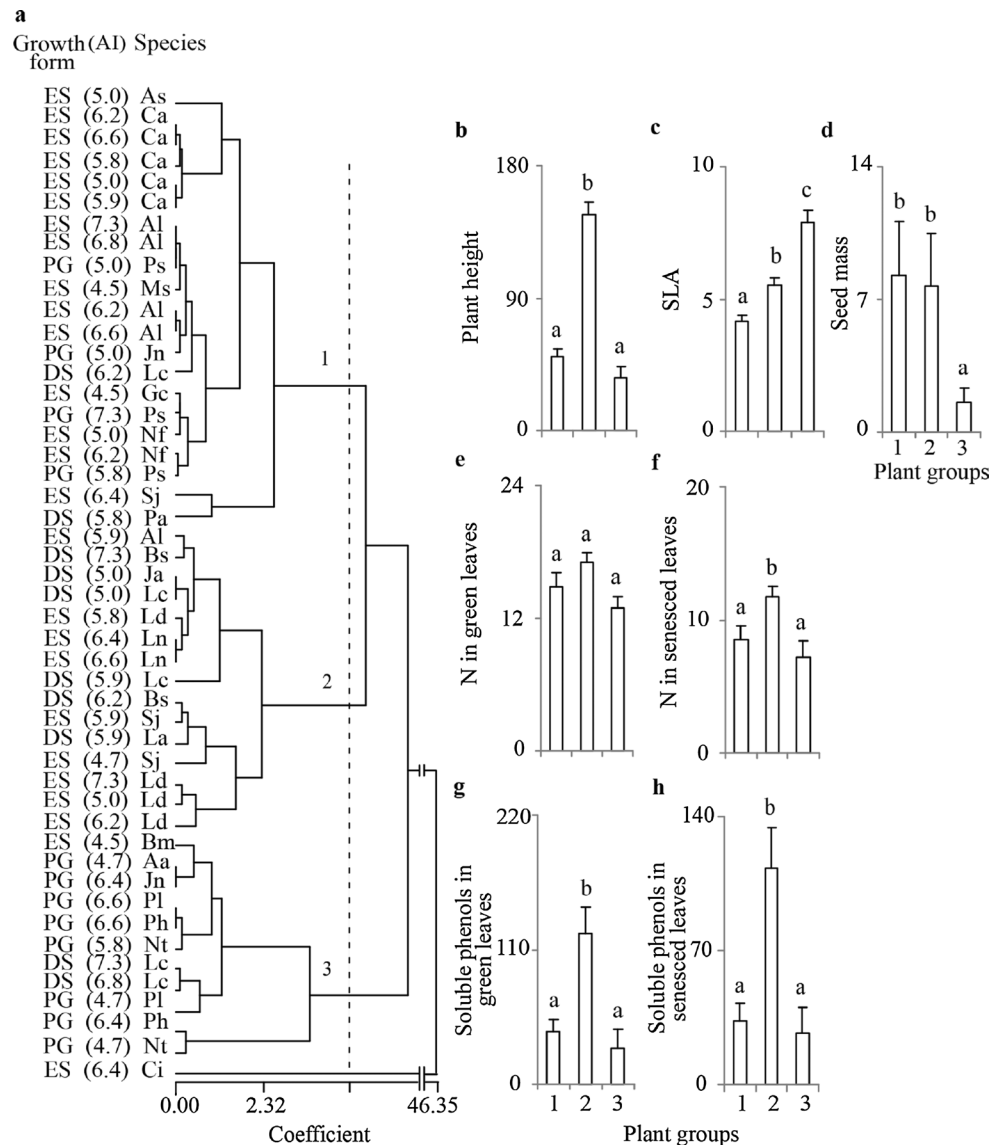 a
Growth (AI) Species
form
ES (5.0) As
ES (6.2) Ca
ES (6.6) Ca
ES (5.8) Ca
ES (5.0) Ca
ES (5.9) Ca
ES (7.3) Al
ES (6.8) Al
PG (5.0) Ps
ES (4.5) Ms
ES (6.2) Al
ES (6.6) Al
PG (5.0) Jn
DS (6.2) Lc
ES (4.5) Gc
PG (7.3) Ps
ES (5.0) Nf
ES (6.2) Nf
PG (5.8) Ps
ES (6.4) Sj
DS (5.8) Pa
ES (5.9) Al
DS (7.3) Bs
DS (5.0) Ja
DS (5.0) Lc
ES (5.8) Ld
ES (6.4) Ln
ES (6.6) Ln
DS (5.9) Lc
DS (6.2) Bs
ES (5.9) Sj
DS (5.9) La
ES (4.7) Sj
ES (7.3) Ld
ES (5.0) Ld
ES (6.2) Ld
ES (4.5) Bm
PG (4.7) Aa
PG (6.4) Jn
PG (6.6) Pl
PG (6.6) Ph
PG (5.8) Nt
DS (7.3) Lc
DS (6.8) Lc
PG (4.7) Pl
PG (6.4) Ph
PG (4.7) Nt
ES (6.4) Ci
1
2
3
0.00 2.32 46.35
Coefficient
b
Plant height
180
90
0
a b a
c
SLA
10
5
0
a b c
d
Seed mass
14
7
0
b b a
1 2 3
Plant groups
e
N in green leaves
24
12
0
a a a
f
N in senesced leaves
20
10
0
a b a
g
Soluble phenols in
green leaves
220
110
0
a b a
1 2 3
h
Soluble phenols in
senesced leaves
140
70
0
a b a
1 2 3
Plant groups